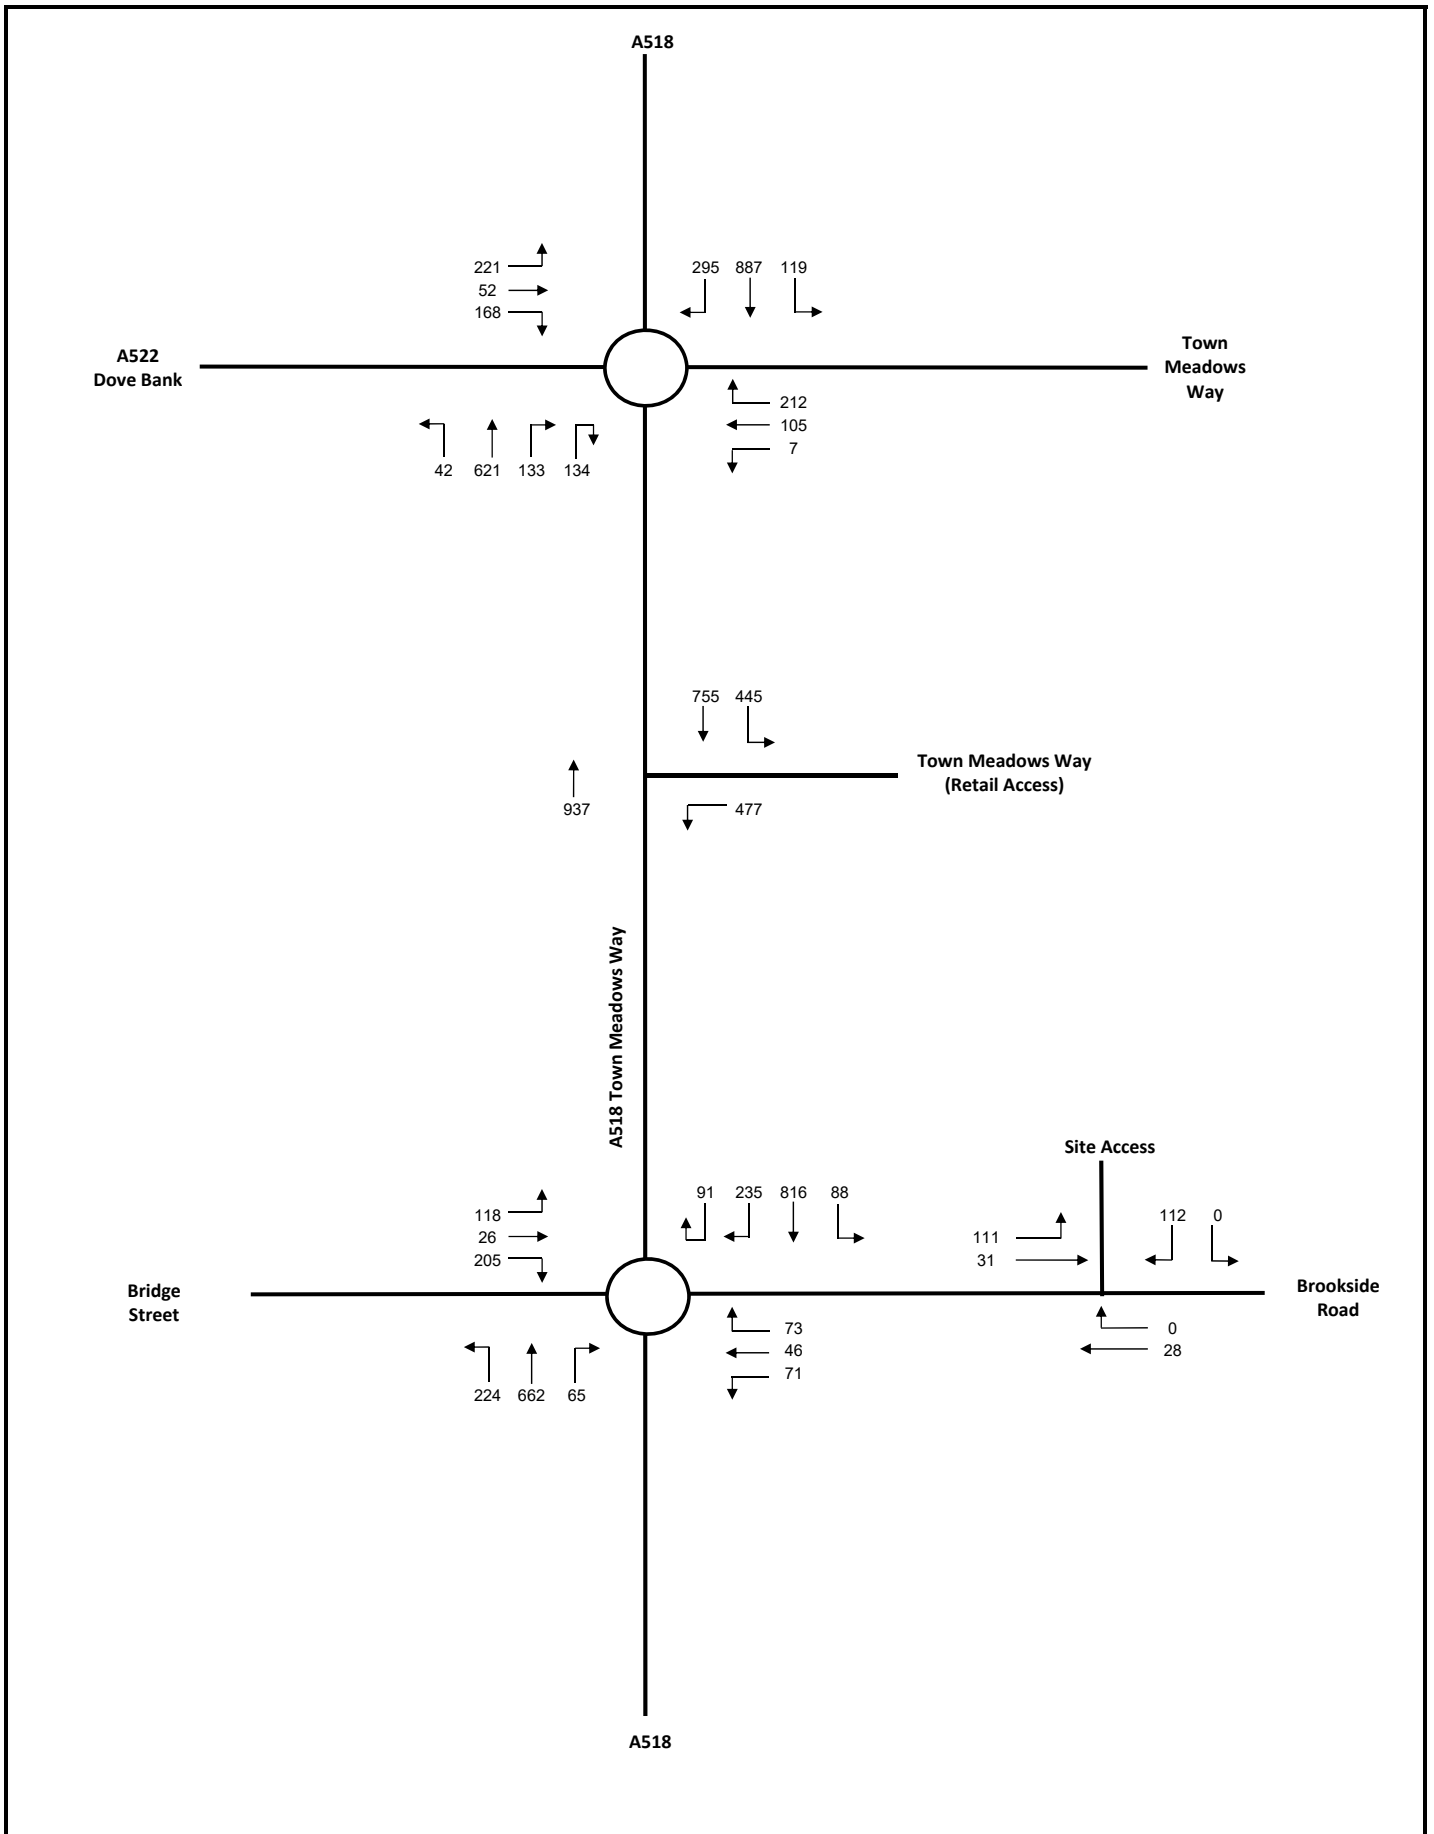 A518
221
52
168
295 887 119
A522
Dove Bank
Town
Meadows
Way
212
105
7
42 621 133 134
755 445
Town Meadows Way
(Retail Access)
937
477
A518 Town Meadows Way
Site Access
118
26
205
91 235 816 88
111
31
112 0
Bridge
Street
Brookside
Road
73
46
71
0
28
224 662 65
A518